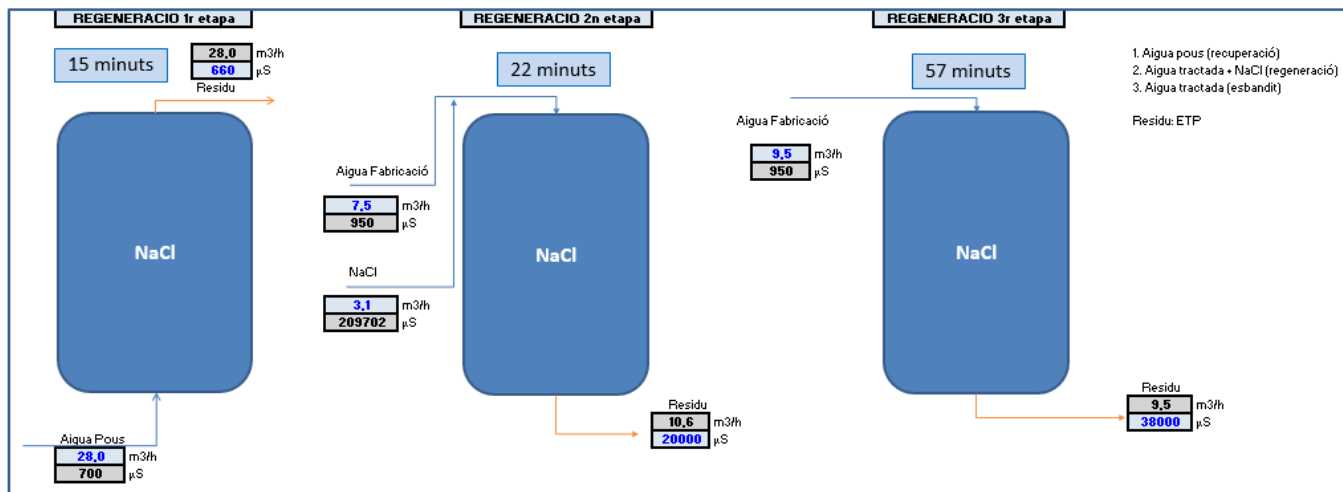 REGENERACIO 1r etapa
15 minuts
28,0 m3/h
660 µS
Residu
NaCl
Aigua Pous
28,0 m3/h
700 µS
REGENERACIO 2n etapa
22 minuts
Aigua Fabricació
7,5 m3/h
950 µS
NaCl
3,1 m3/h
209702 µS
NaCl
Residu
10,6 m3/h
20000 µS
REGENERACIO 3r etapa
57 minuts
Aigua Fabricació
9,5 m3/h
950 µS
NaCl
Residu
9,5 m3/h
38000 µS
1. Aigua pous (recuperació)
2. Aigua tractada + NaCl (regeneració)
3. Aigua tractada (esbandit)
Residu: ETP